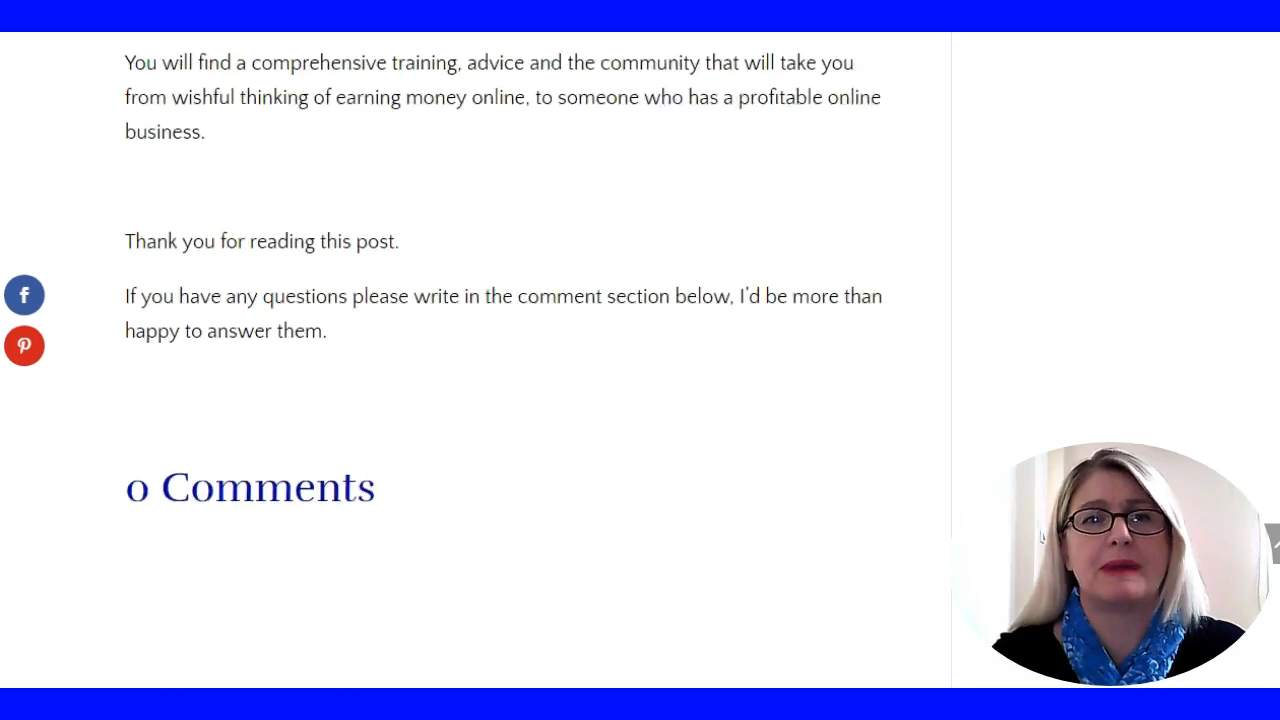 You will find a comprehensive training, advice and the community that will take you
from wishful thinking of earning money online, to someone who has a profitable online
business.
Thank you for reading this post.
If you have any questions please write in the comment section below, I'd be more than
happy to answer them.
0 Comments